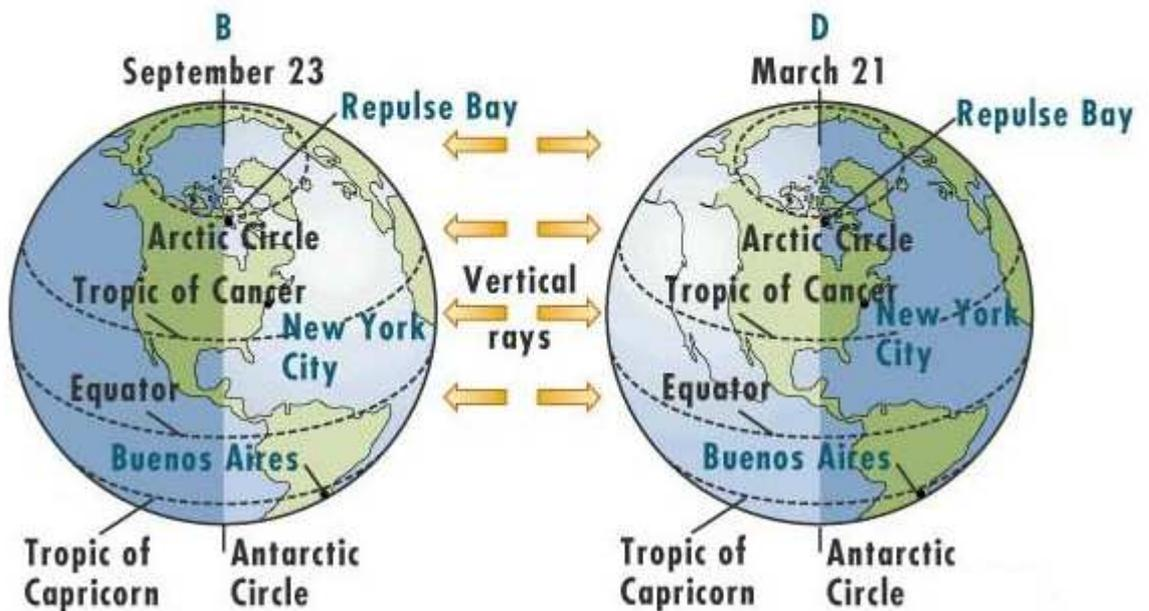 B
September 23
Repulse Bay
Arctic Circle
Tropic of Cancer
New York
City
Equator
Buenos Aires
Tropic of
Capricorn
Antarctic
Circle
Vertical
rays
D
March 21
Repulse Bay
Arctic Circle
Tropic of Cancer
New York
City
Equator
Buenos Aires
Tropic of
Capricorn
Antarctic
Circle